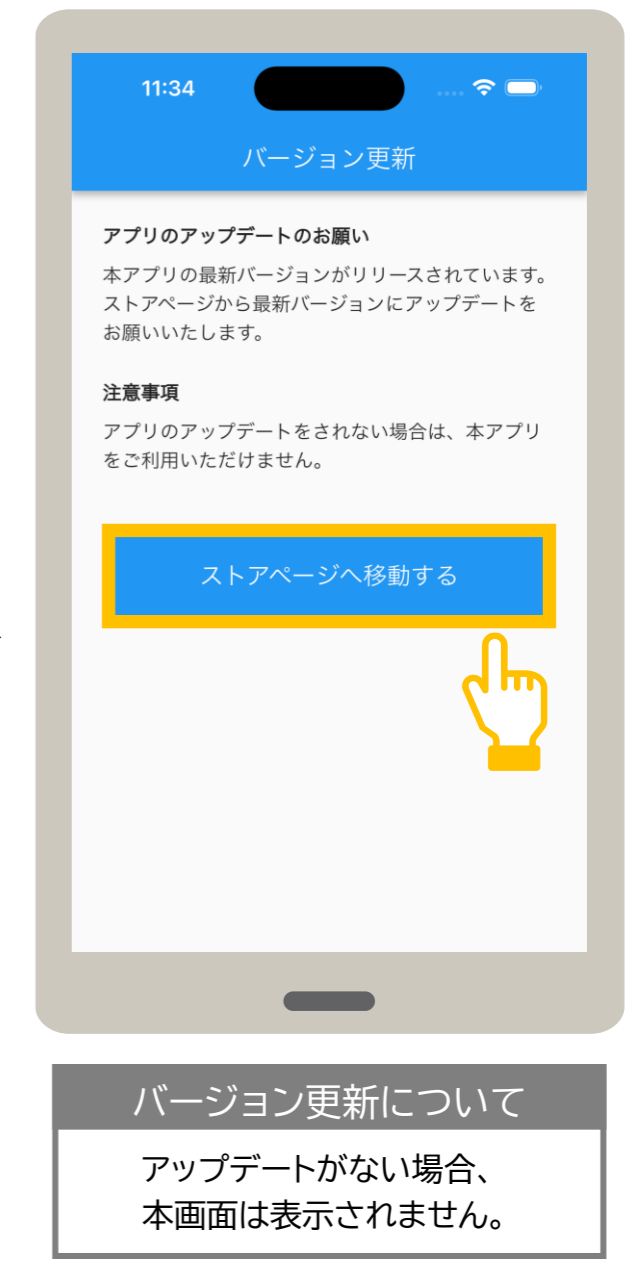 11:34
バージョン更新
アプリのアップデートのお願い
本アプリの最新バージョンがリリースされています。
ストアページから最新バージョンにアップデートを
お願いいたします。
注意事項
アプリのアップデートをされない場合は、本アプリ
をご利用いただけません。
ストアページへ移動する
バージョン更新について
アップデートがない場合、
本画面は表示されません。